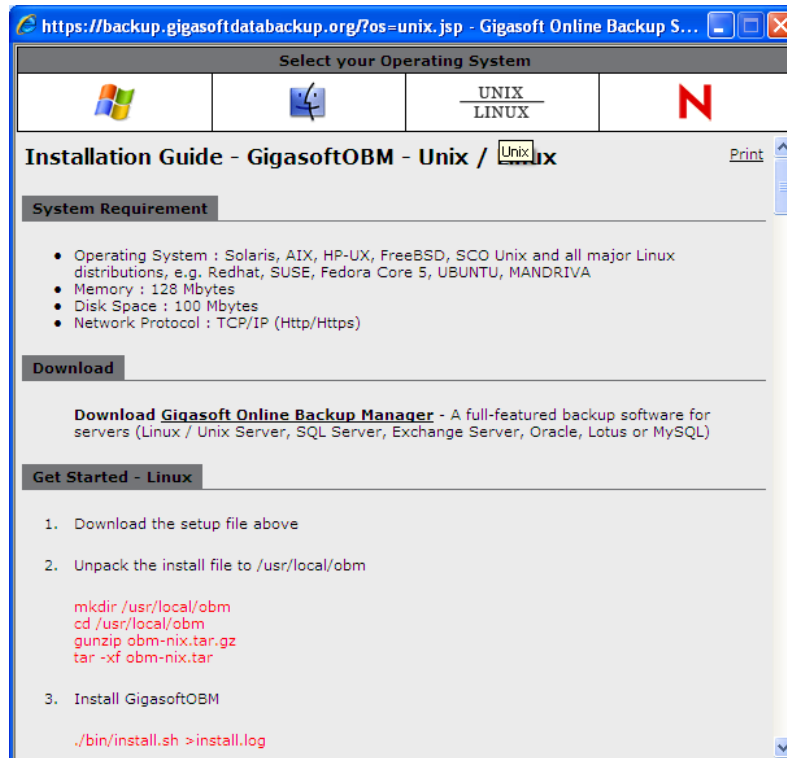 https://backup.gigasoftdatabackup.org/?os=unix.jsp - Gigasoft Online Backup S...
Select your Operating System
UNIX
LINUX
N
Installation Guide - GigasoftOBM - Unix /
Unix
Print
System Requirement
• Operating System : Solaris, AIX, HP-UX, FreeBSD, SCO Unix and all major Linux
distributions, e.g. Redhat, SUSE, Fedora Core 5, UBUNTU, MANDRIVA
• Memory : 128 Mbytes
• Disk Space : 100 Mbytes
• Network Protocol : TCP/IP (Http/Https)
Download
Download Gigasoft Online Backup Manager - A full-featured backup software for
servers (Linux / Unix Server, SQL Server, Exchange Server, Oracle, Lotus or MySQL)
Get Started - Linux
1. Download the setup file above
2. Unpack the install file to /usr/local/obm
mkdir /usr/local/obm
cd /usr/local/obm
gunzip obm-nix.tar.gz
tar -xf obm-nix.tar
3. Install GigasoftOBM
./bin/install.sh >install.log